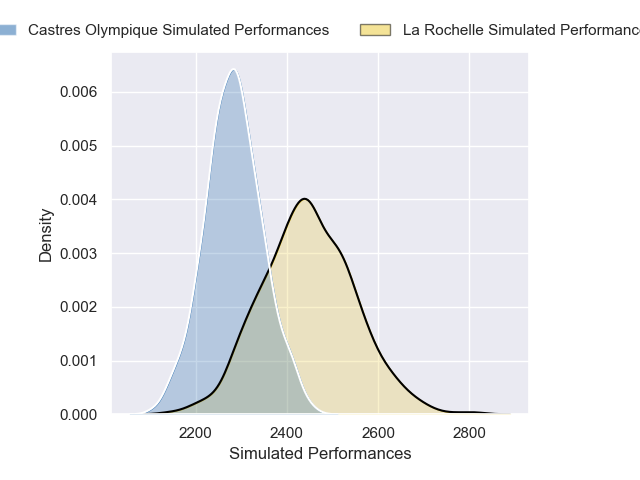 Castres Olympique Simulated Performances La Rochelle Simulated Performanc
0.006
0.005
0.004
0.003
0.002
0.001
0.000
Density
2200 2400 2600 2800
Simulated Performances